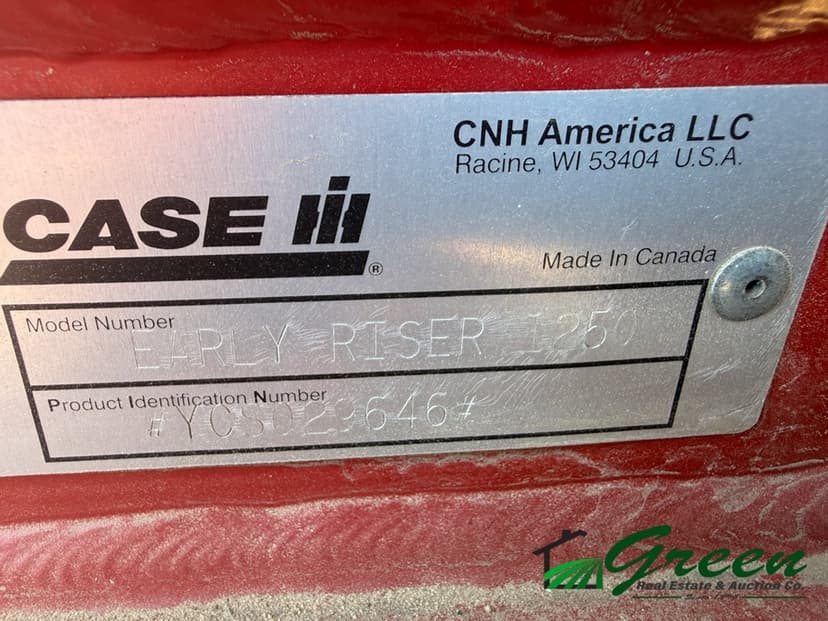 CNH America LLC
Racine, WI 53404 U.S.A.
CASE IH
®
Made In Canada
Model Number
EARLY RISER 1250
Product Identification Number
Green
Real Estate & Auction Co.